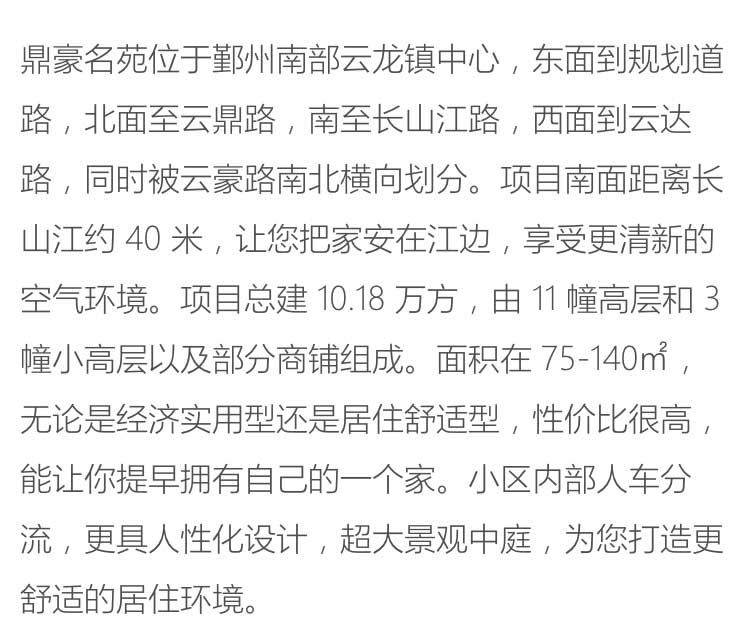 鼎豪名苑位于鄞州南部云龙镇中心，东面到规划道
路，北面至云鼎路，南至长山江路，西面到云达
路，同时被云豪路南北横向划分。项目南面距离长
山江约 40 米，让您把家安在江边，享受更清新的
空气环境。项目总建 10.18 万方，由 11 幢高层和 3
幢小高层以及部分商铺组成。面积在 75-140㎡，
无论是经济实用型还是居住舒适型，性价比很高，
能让你提早拥有自己的一个家。小区内部人车分
流，更具人性化设计，超大景观中庭，为您打造更
舒适的居住环境。